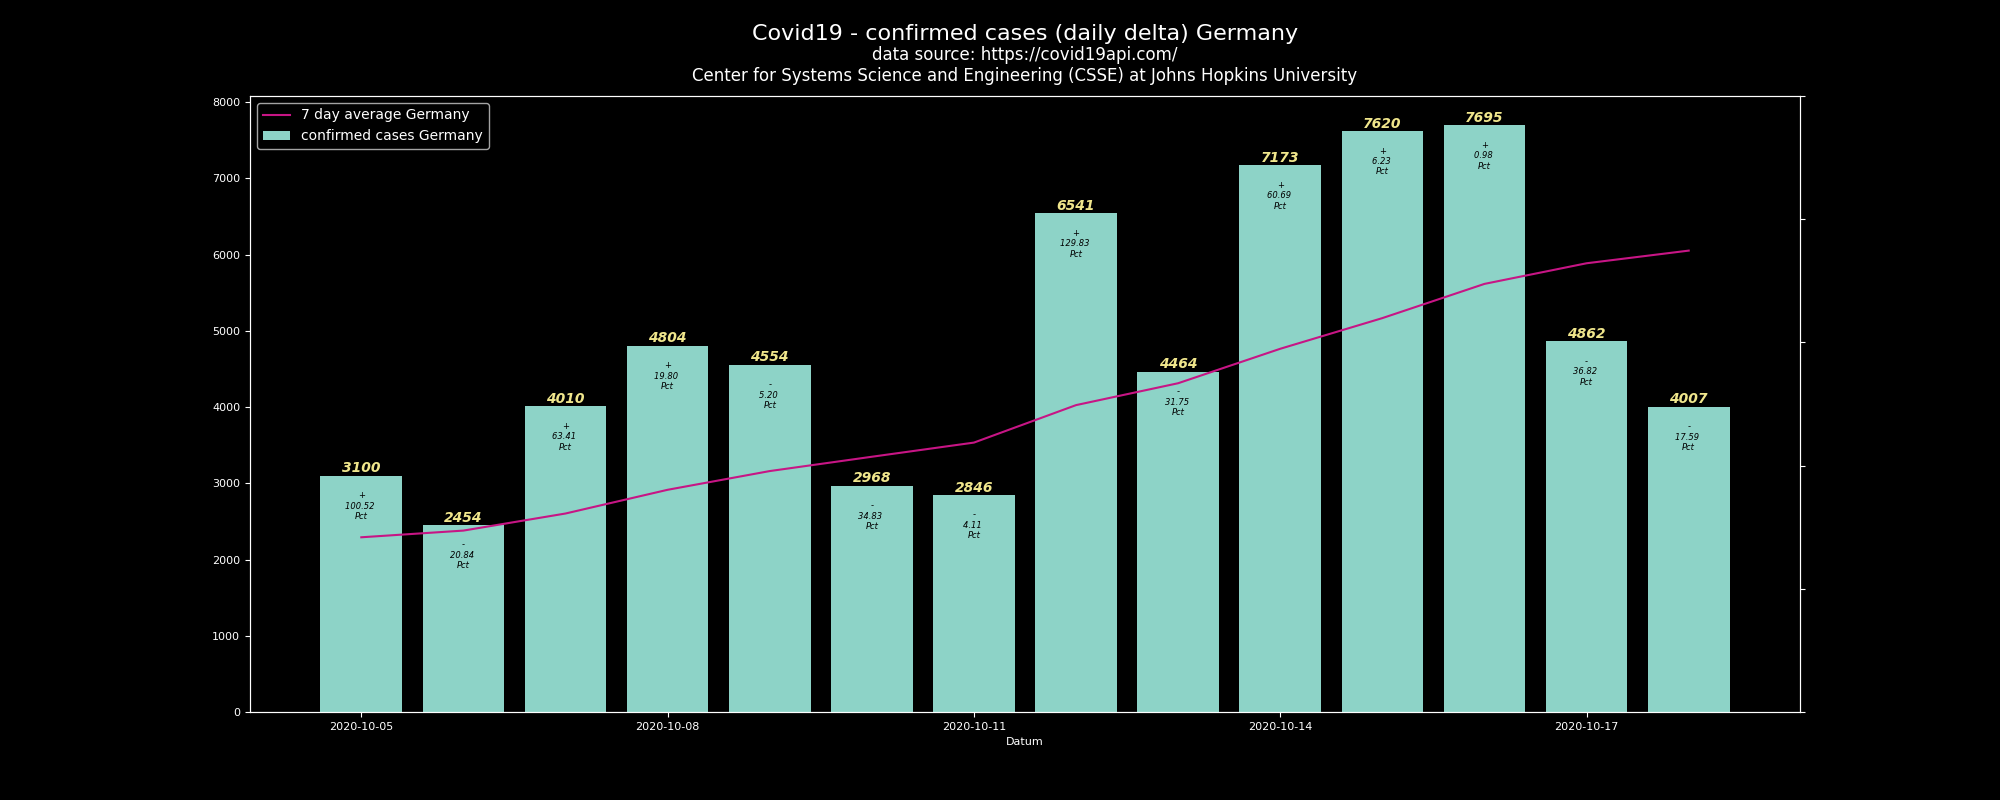 Covid19 - confirmed cases (daily delta) Germany
data source: https://covid19api.com/
Center for Systems Science and Engineering (CSSE) at Johns Hopkins University
7 day average Germany
confirmed cases Germany
8000
7000
6000
5000
4000
3000
2000
1000
0
3100
+
100.52
Pct
2454
-
20.84
Pct
4010
+
63.41
Pct
4804
+
19.80
Pct
4554
-
5.20
Pct
2968
-
34.83
Pct
2846
-
4.11
Pct
6541
+
129.83
Pct
4464
-
31.75
Pct
7173
+
60.69
Pct
7620
+
6.23
Pct
7695
+
0.98
Pct
4862
-
36.82
Pct
4007
-
17.59
Pct
2020-10-05
2020-10-08
2020-10-11
2020-10-14
2020-10-17
Datum